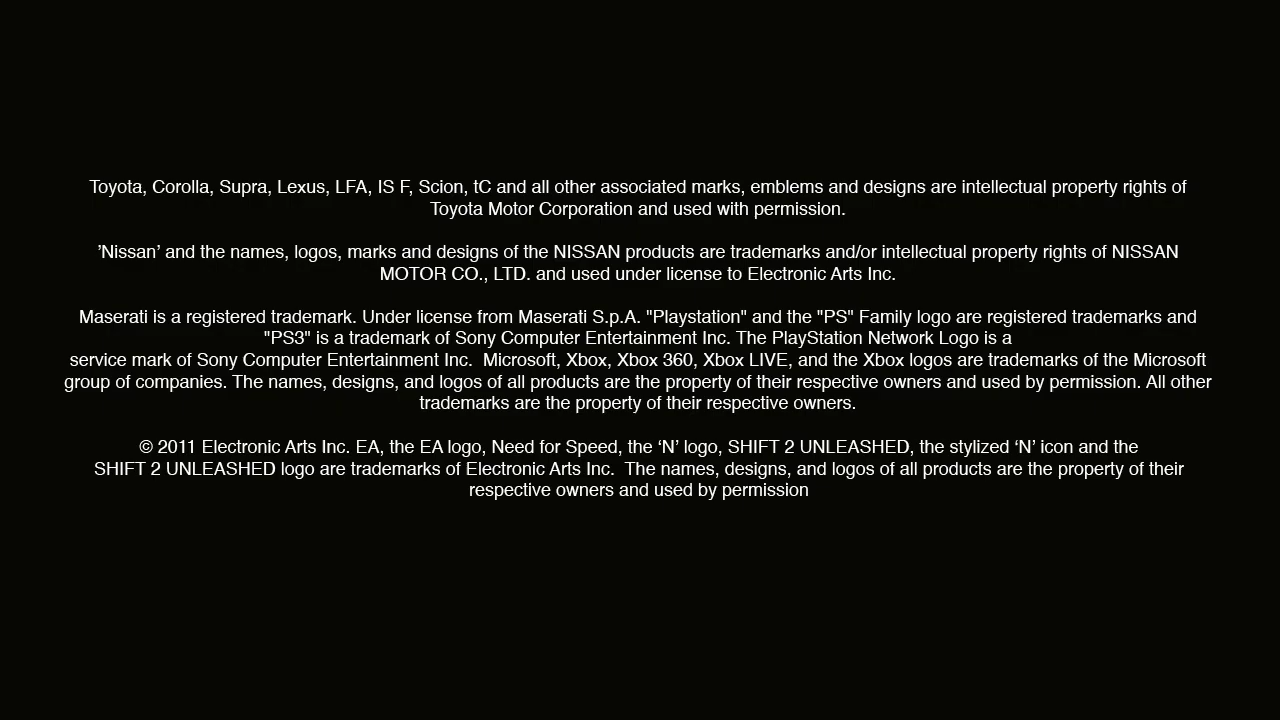 Toyota, Corolla, Supra, Lexus, LFA, IS F, Scion, tC and all other associated marks, emblems and designs are intellectual property rights of
Toyota Motor Corporation and used with permission.
’Nissan’ and the names, logos, marks and designs of the NISSAN products are trademarks and/or intellectual property rights of NISSAN
MOTOR CO., LTD. and used under license to Electronic Arts Inc.
Maserati is a registered trademark. Under license from Maserati S.p.A. "Playstation" and the "PS" Family logo are registered trademarks and
"PS3" is a trademark of Sony Computer Entertainment Inc. The PlayStation Network Logo is a
service mark of Sony Computer Entertainment Inc.  Microsoft, Xbox, Xbox 360, Xbox LIVE, and the Xbox logos are trademarks of the Microsoft
group of companies. The names, designs, and logos of all products are the property of their respective owners and used by permission. All other
trademarks are the property of their respective owners.
© 2011 Electronic Arts Inc. EA, the EA logo, Need for Speed, the ‘N’ logo, SHIFT 2 UNLEASHED, the stylized ‘N’ icon and the
SHIFT 2 UNLEASHED logo are trademarks of Electronic Arts Inc.  The names, designs, and logos of all products are the property of their
respective owners and used by permission